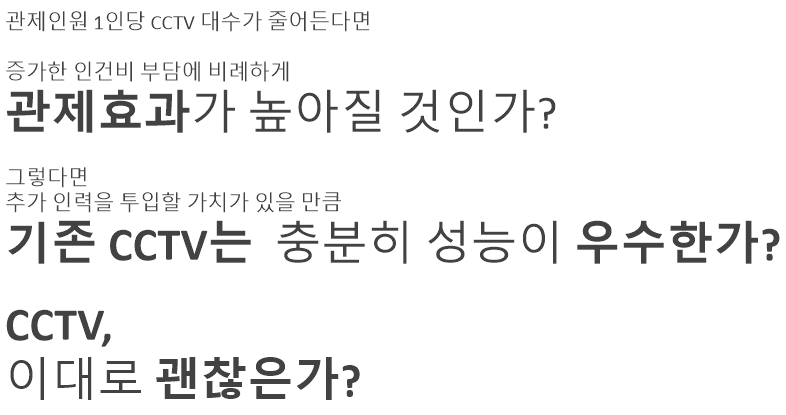 관제인원 1인당 CCTV 대수가 줄어든다면
증가한 인건비 부담에 비례하게
관제효과가 높아질 것인가?
그렇다면
추가 인력을 투입할 가치가 있을 만큼
기존 CCTV는 충분히 성능이 우수한가?
CCTV,
이대로 괜찮은가?